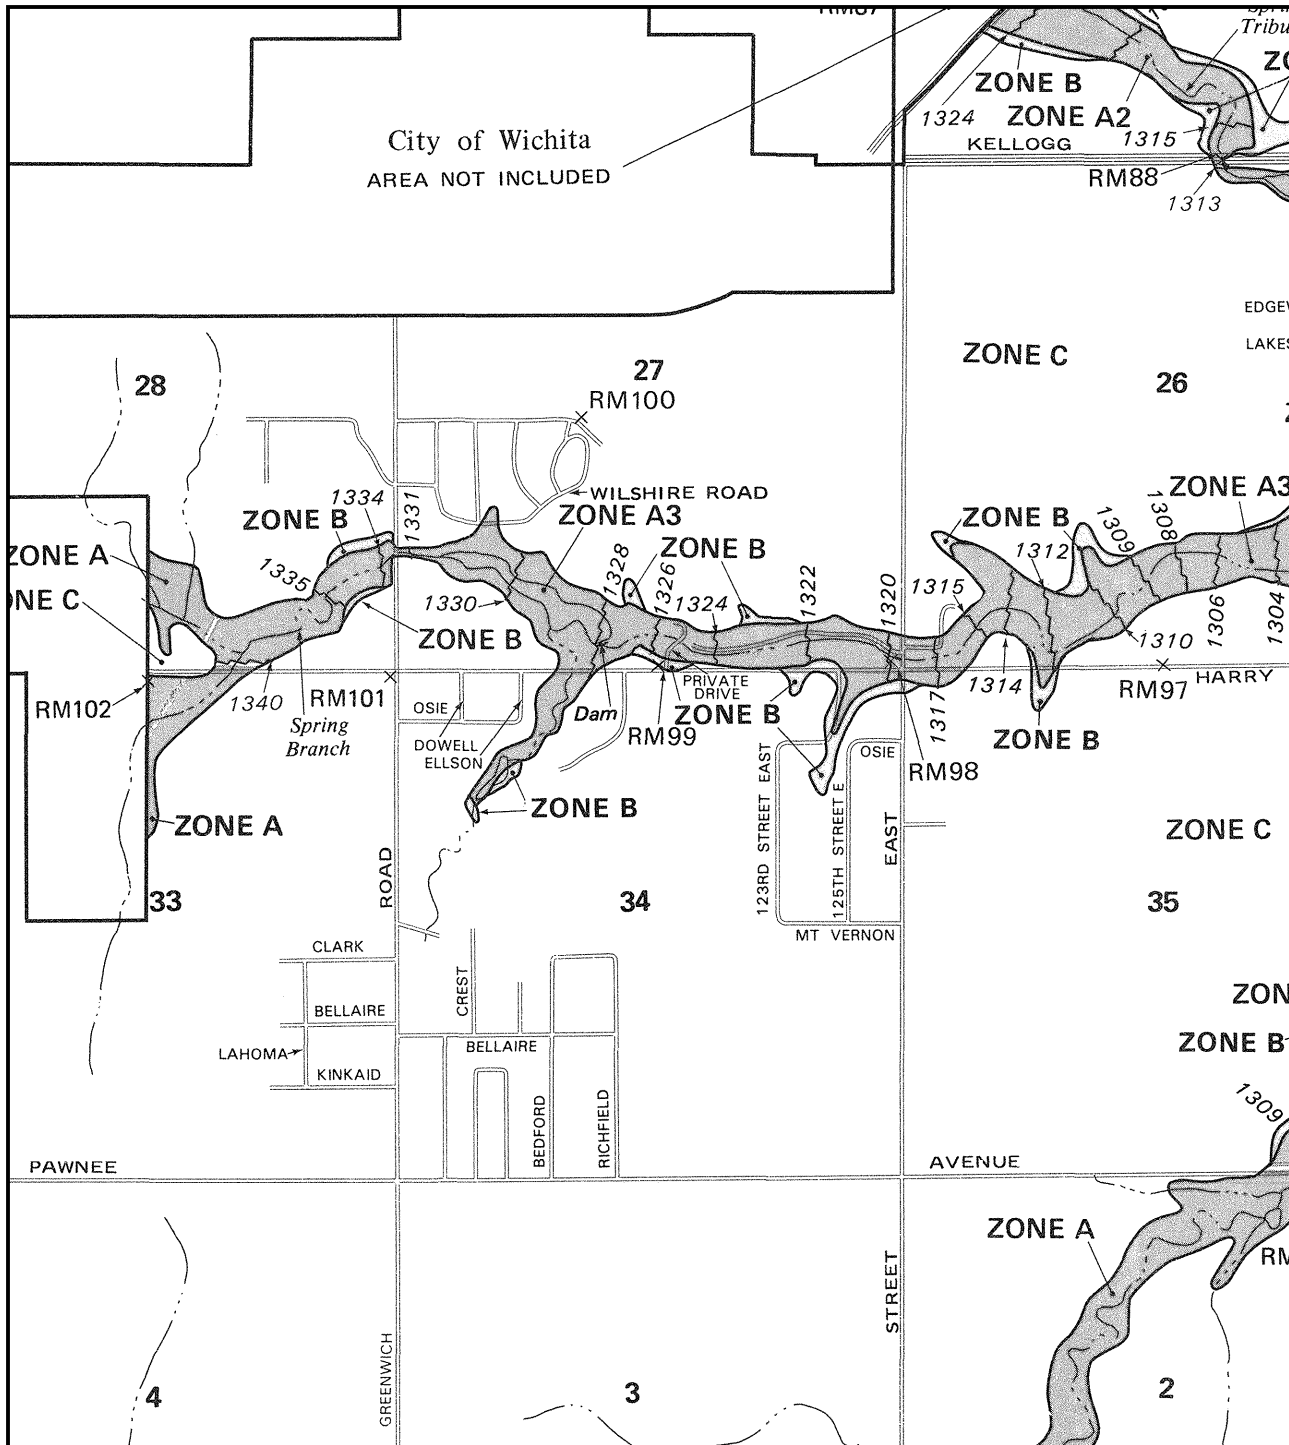 Tribu
ZONE B
1324
ZONE A2
1315
KELLOGG
RM88
1313
City of Wichita
AREA NOT INCLUDED
ZONE C
26
28
27
RM100
WILSHIRE ROAD
ZONE A3
ZONE B
1334
1331
ZONE B
1335
ZONE A
1330
ZONE B
1328
1326
1324
1322
1320
ZONE B
1315
1312
1309
1308
ZONE A3
1306
1304
1310
1314
1317
RM97
HARRY
ZONE B
RM102
1340
RM101
Spring
Branch
OSIE
DOWELL
ELLSON
Dam
PRIVATE
DRIVE
ZONE B
RM99
OSIE
RM98
ZONE A
ZONE B
123RD STREET EAST
125TH STREET E
EAST
ZONE C
ROAD
33
34
35
MT VERNON
CLARK
BELLAIRE
LAHOMA
KINKAID
CREST
BELLAIRE
BEDFORD
RICHFIELD
ZONE B
1309
PAWNEE
AVENUE
ZONE A
STREET
GREENWICH
4
3
2